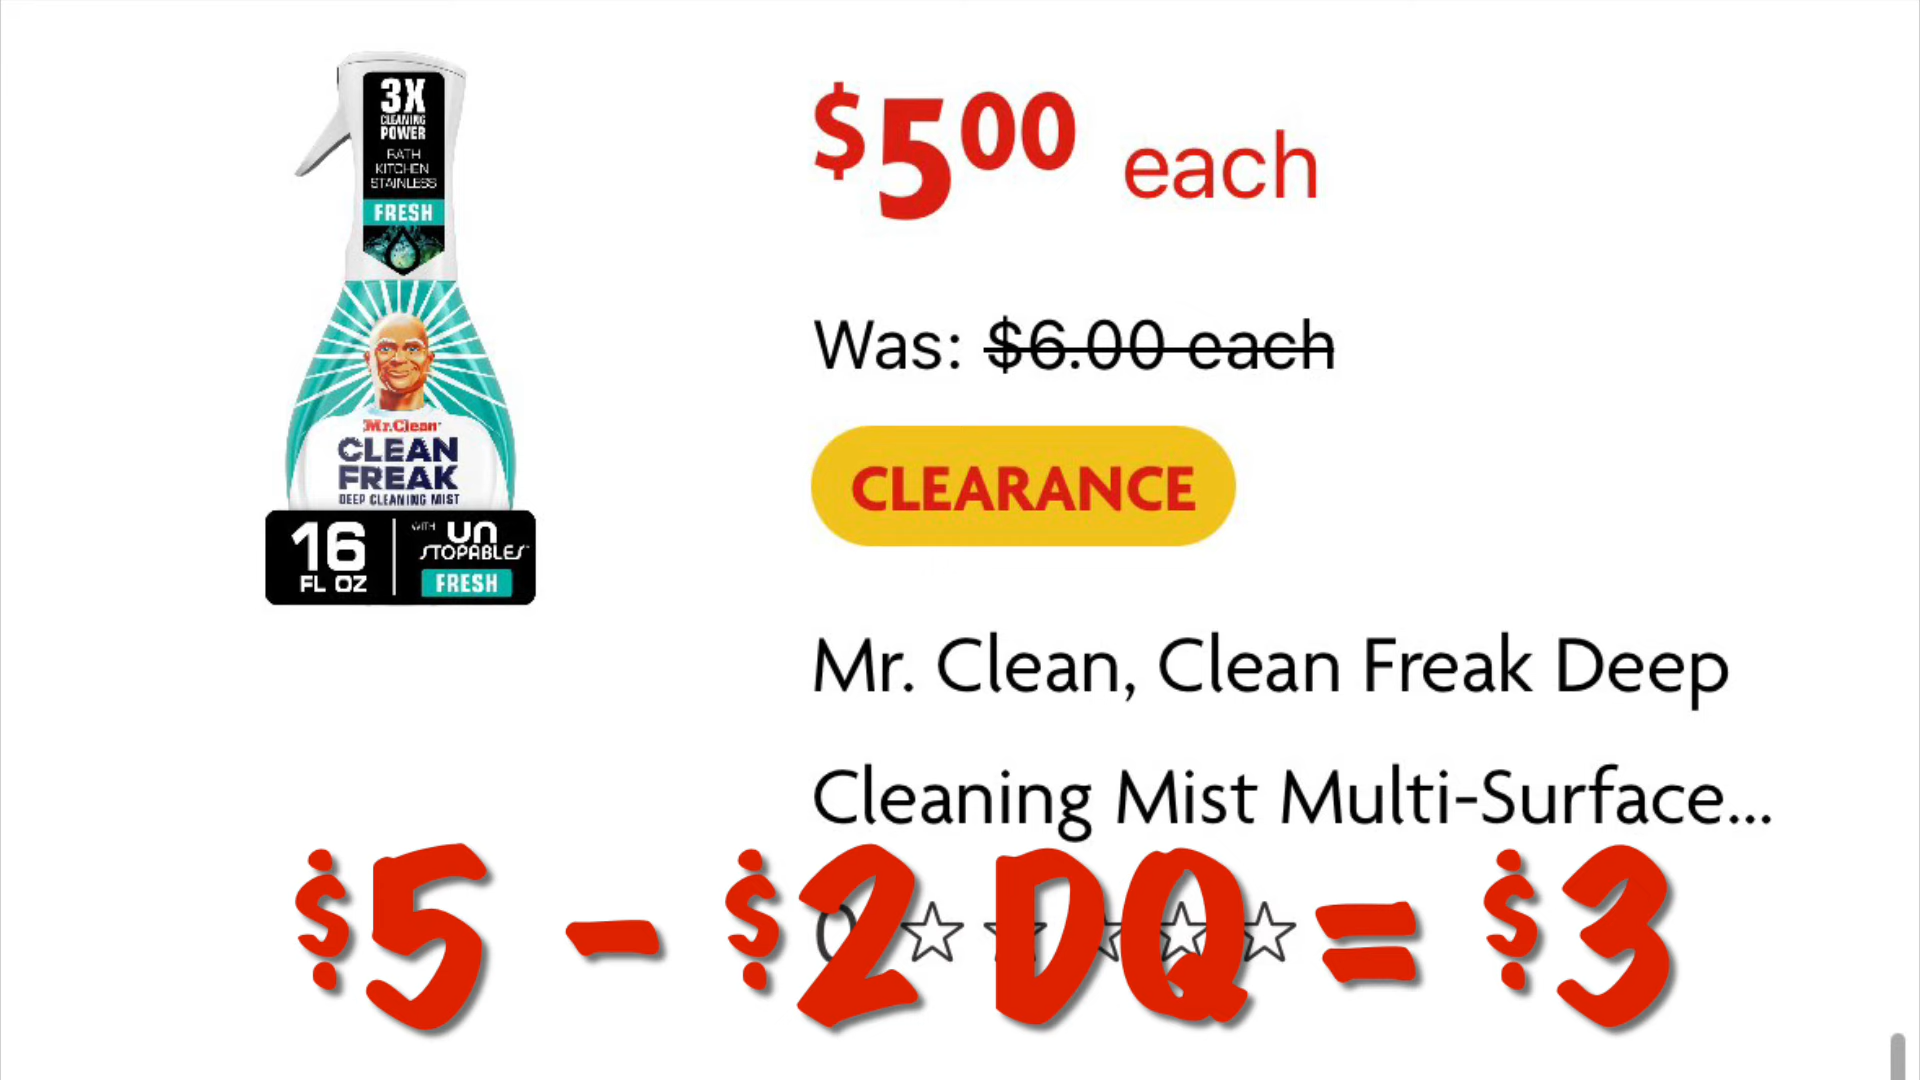 3X
CLEANING
POWER
BATH
KITCHEN
STAINLESS
FRESH
Mr.Clean
CLEAN
FREAK
DEEP CLEANING MIST
16
FL OZ
WITH
UNSTOPABLES
FRESH
$5.00 each
Was: $6.00 each
CLEARANCE
Mr. Clean, Clean Freak Deep
Cleaning Mist Multi-Surface...
0
$5 - $2 DQ = $3